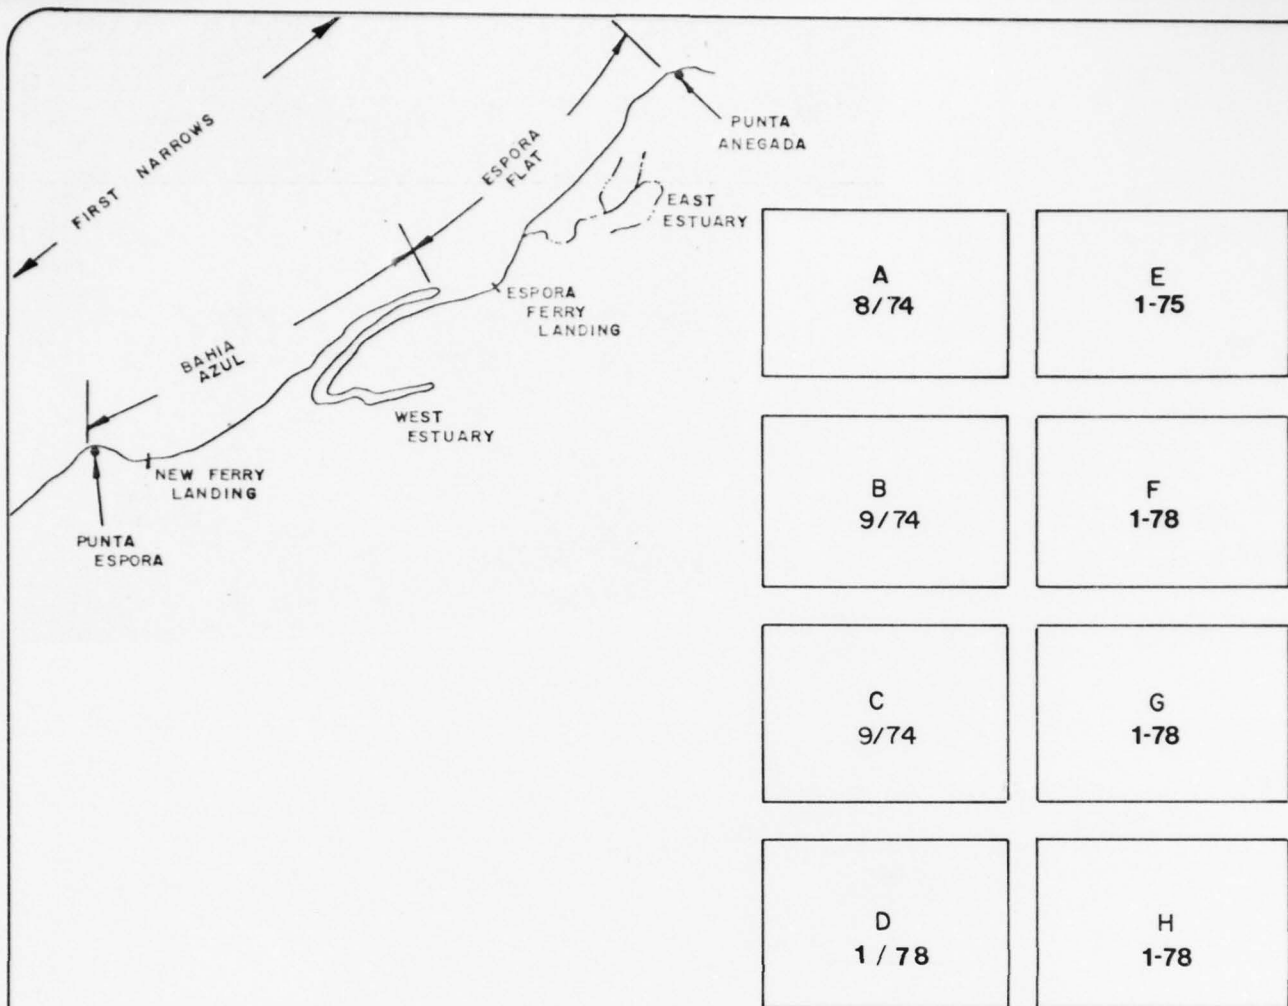 FIRST NARROWS
ESPORA
FLAT
PUNTA
ANEGADA
EAST
ESTUARY
ESPORA
FERRY
LANDING
BAHIA
AZUL
WEST
ESTUARY
NEW FERRY
LANDING
PUNTA
ESPORA
A
8/74
E
1-75
B
9/74
F
1-78
C
9/74
G
1-78
D
1 / 78
H
1-78